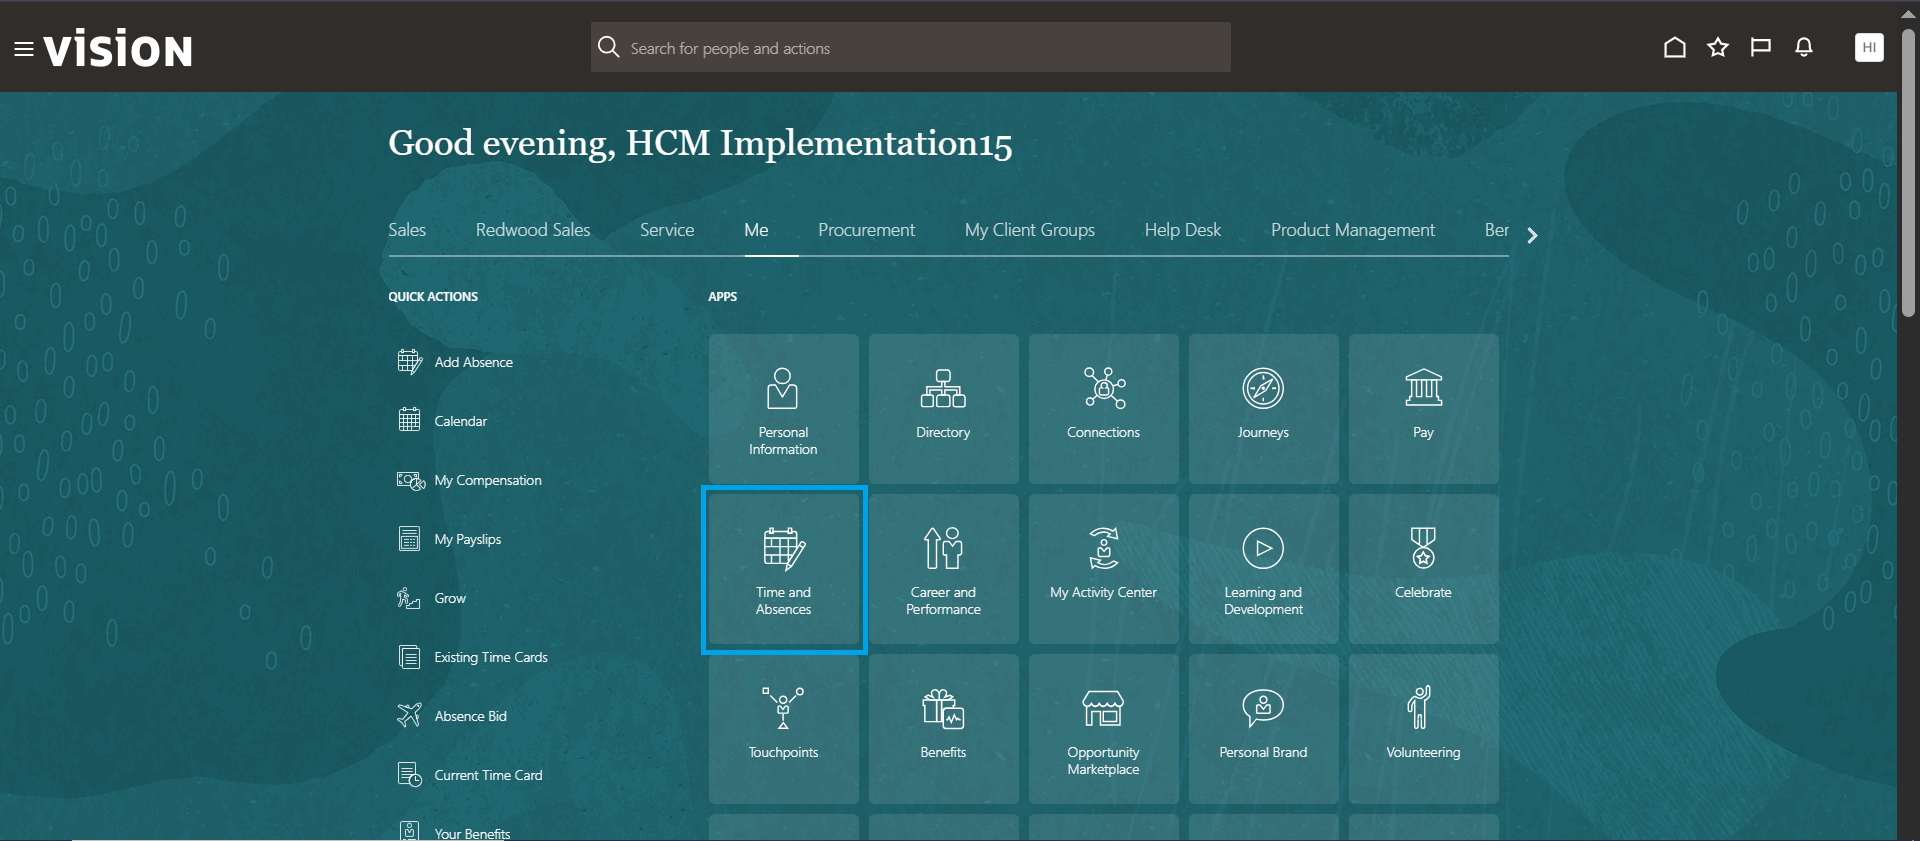 VISION
Search for people and actions
HI
Good evening, HCM Implementation15
Sales Redwood Sales Service Me Procurement My Client Groups Help Desk Product Management Ber
QUICK ACTIONS
Add Absence
Calendar
My Compensation
My Payslips
Grow
Existing Time Cards
Absence Bid
Current Time Card
Your Benefits
APPS
Personal
Information
Directory
Connections
Journeys
Pay
Time and
Absences
Career and
Performance
My Activity Center
Learning and
Development
Celebrate
Touchpoints
Benefits
Opportunity
Marketplace
Personal Brand
Volunteering